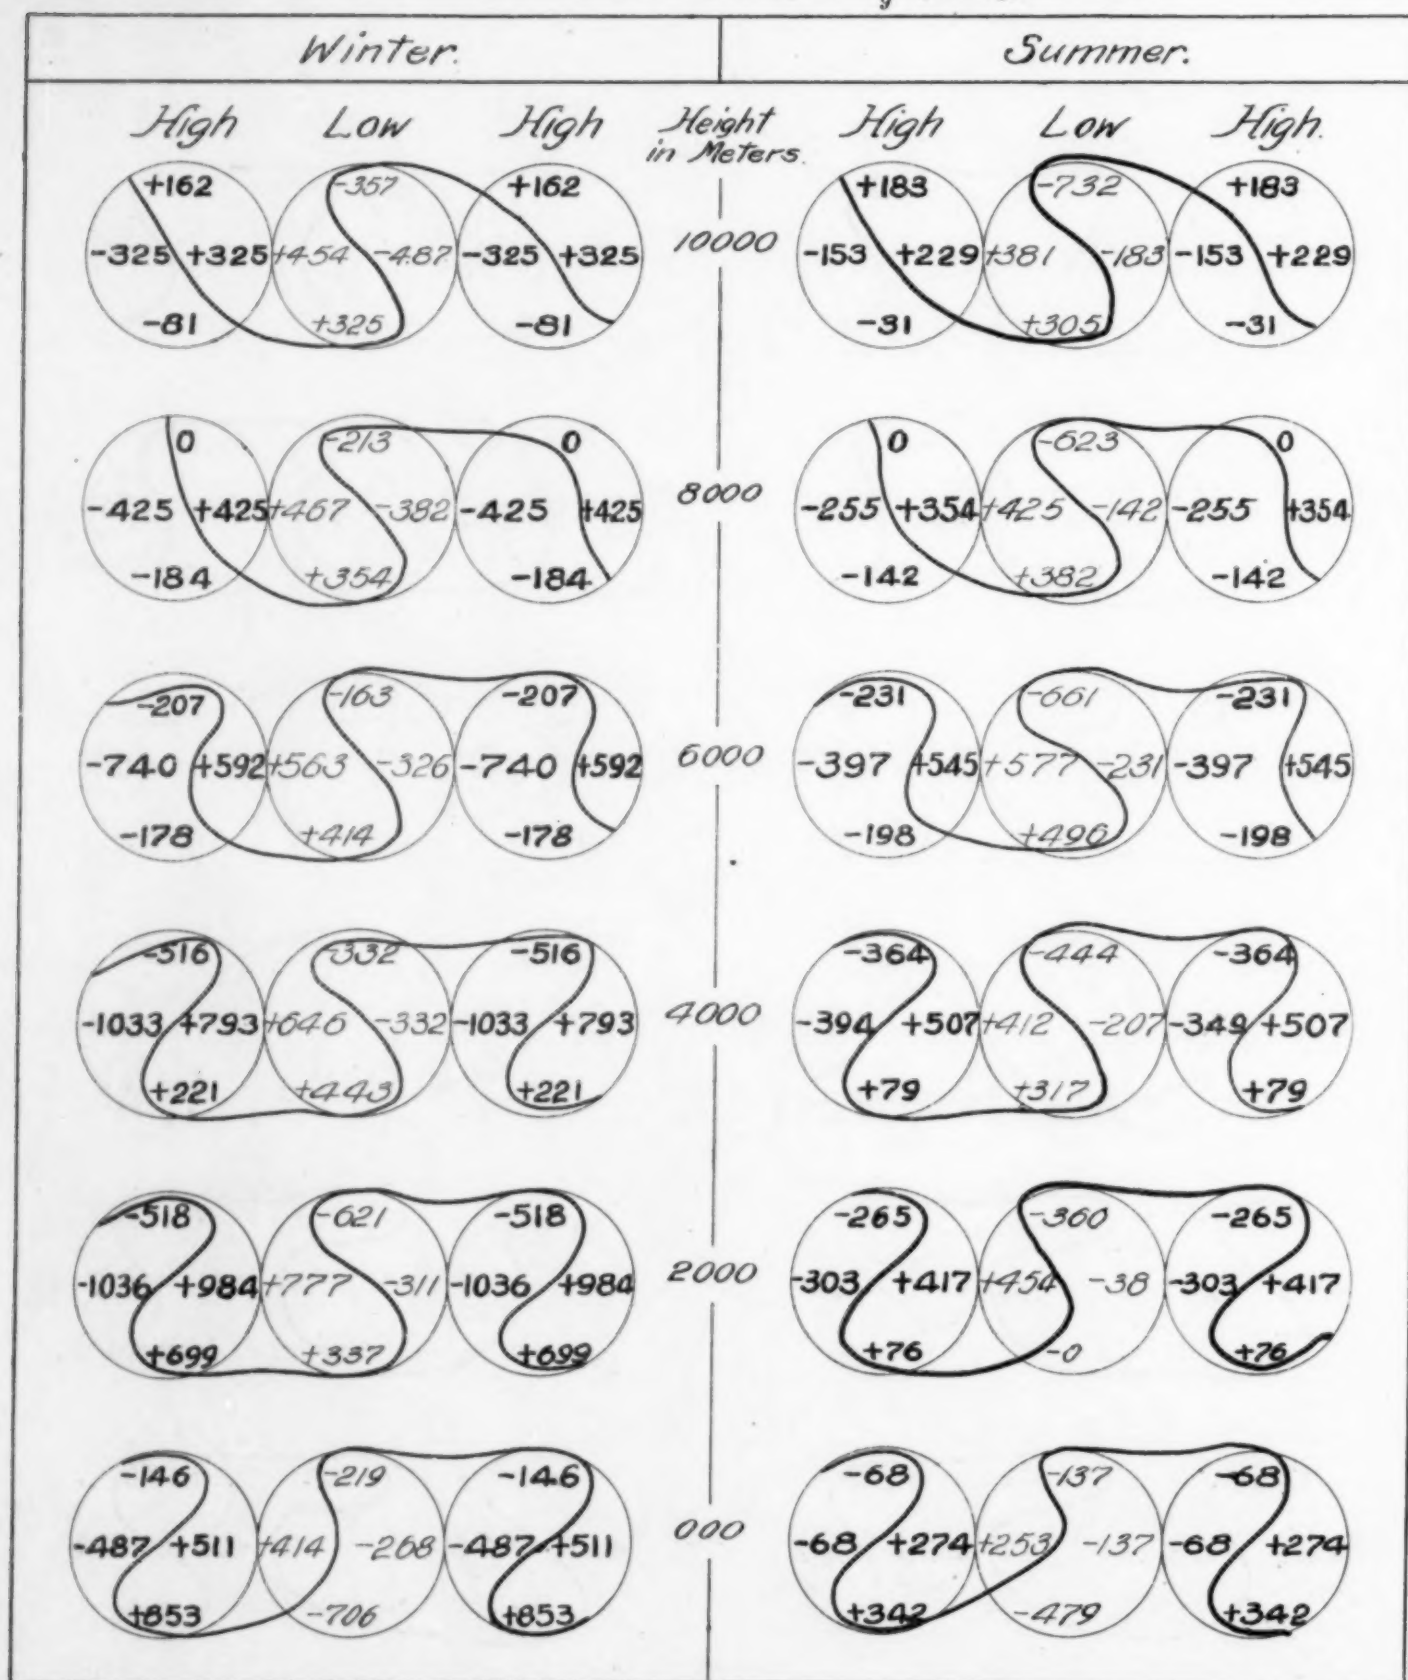 Winter. Summer.
High Low High Height in Meters. High Low High.
+162 -357 +162 +183 -732 +183
-325 +325 +454 -487 -325 +325 10000 -153 +229 +381 -183 -153 +229
-81 +325 -81 -31 +305 -31
0 -213 0 0 -623 0
-425 +425 +467 -382 -425 +425 8000 -255 +354 +425 -142 -255 +354
-184 +354 -184 -142 +382 -142
-207 -163 -207 -231 -661 -231
-740 +592 +563 -326 -740 +592 6000 -397 +545 +577 -231 -397 +545
-178 +414 -178 -198 +496 -198
-516 -332 -516 -364 -444 -364
-1033 +793 +646 -332 -1033 +793 4000 -394 +507 +412 -207 -349 +507
+221 +443 +221 +79 +317 +79
-518 -621 -518 -265 -360 -265
-1036 +984 +777 -311 -1036 +984 2000 -303 +417 +454 -38 -303 +417
+699 +337 +699 +76 -0 +76
-146 -219 -146 -68 -137 -68
-487 +511 +414 -268 -487 +511 000 -68 +274 +253 -137 -68 +274
+853 -706 +853 +342 -479 +342